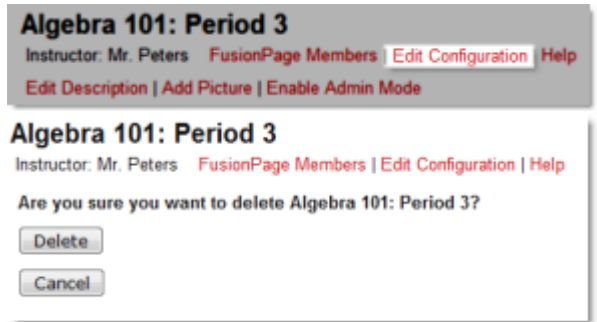 Algebra 101: Period 3
Instructor: Mr. Peters FusionPage Members | Edit Configuration | Help
Edit Description | Add Picture | Enable Admin Mode
Algebra 101: Period 3
Instructor: Mr. Peters FusionPage Members | Edit Configuration | Help
Are you sure you want to delete Algebra 101: Period 3?
Delete
Cancel